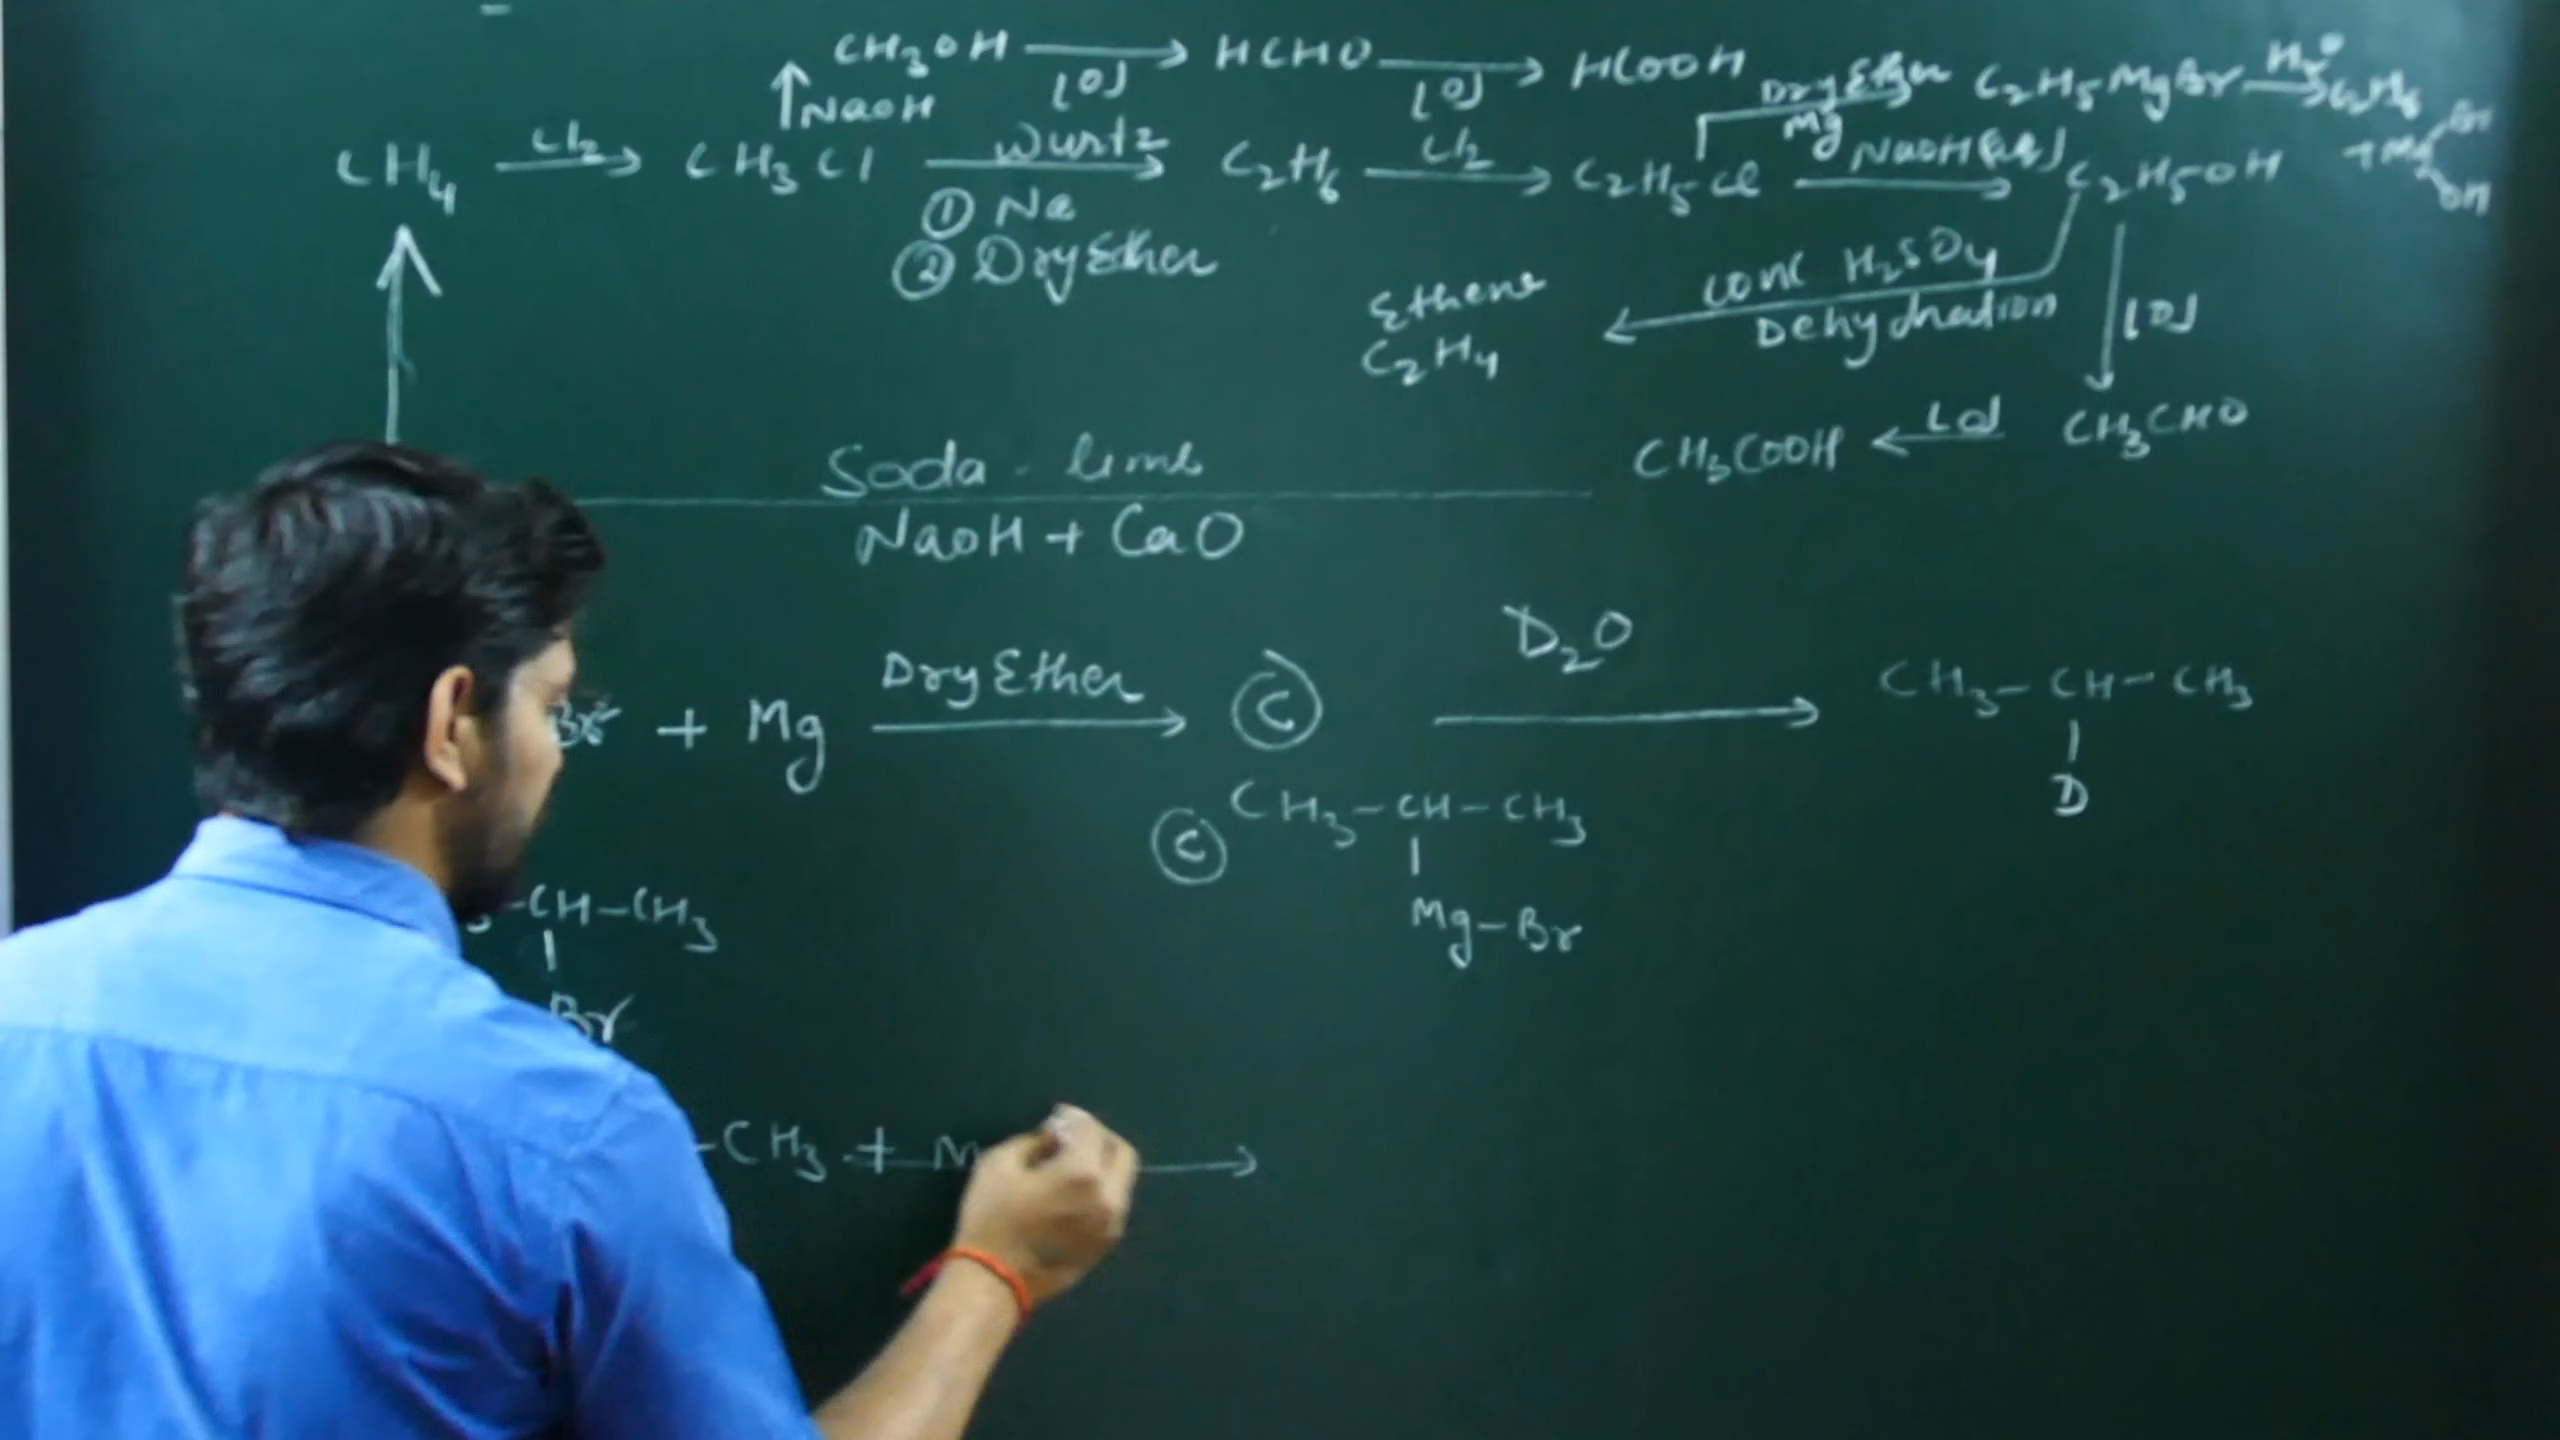 CH3OH [O] HCHO [O] HCOOH
Dry Ether C2H5MgBr
Mg
NaOH
CH4 Cl2 CH3Cl Wurtz C2H6 Cl2 C2H5Cl NaOH(aq) C2H5OH
① Na
② Dry Ether
Ethene conc H2SO4
C2H4 Dehydration [O]
CH3COOH [O] CH3CHO
Soda-lime
NaOH + CaO
Br + Mg Dry Ether Ⓒ D2O CH3-CH-CH3
D
Ⓒ CH3-CH-CH3
Mg-Br
-CH-CH3
Br
-CH3 +